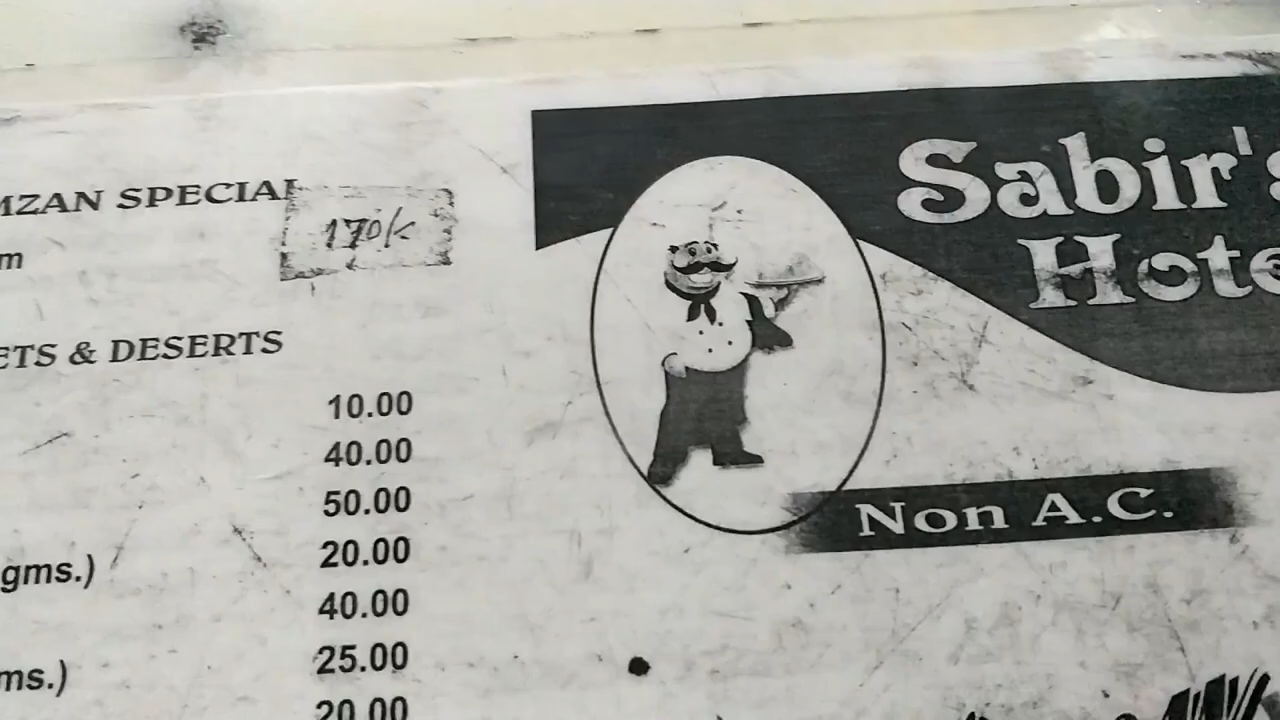 MZAN SPECIAL
170/-
m
ETS & DESERTS
10.00
40.00
50.00
20.00
gms.)
40.00
25.00
ms.)
20.00
Sabir's
Hote
Non A.C.